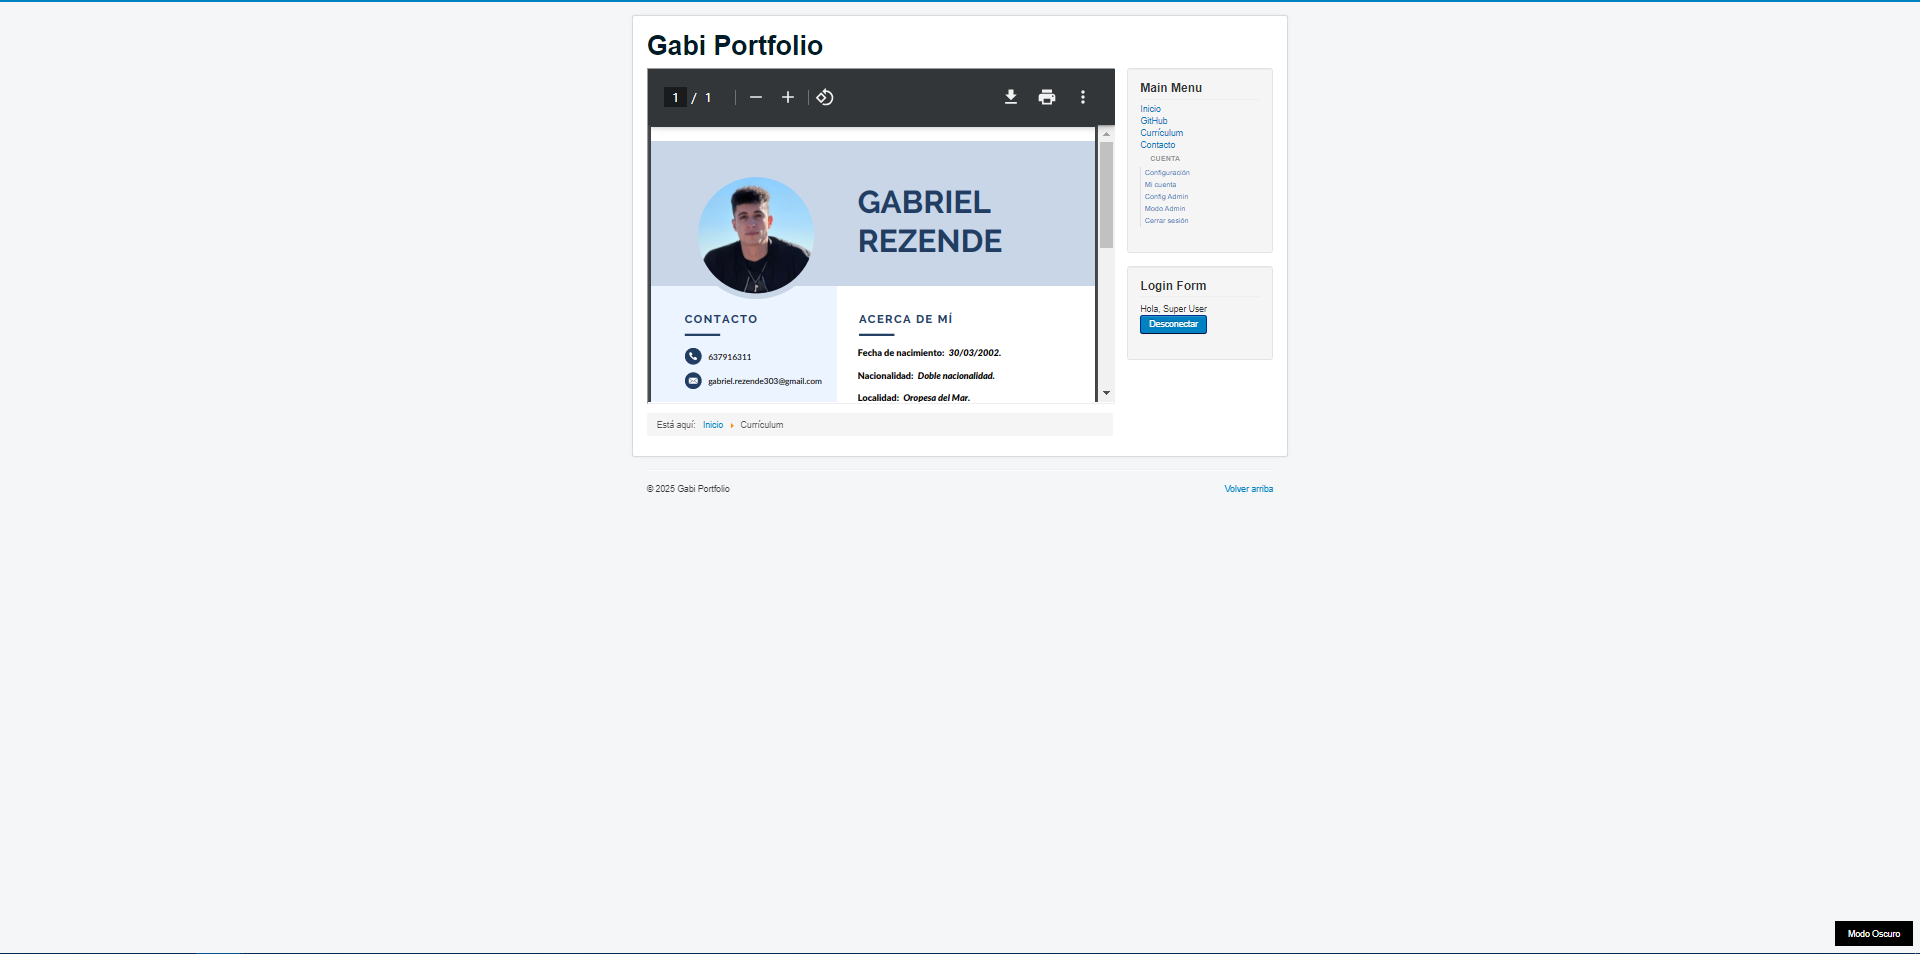 Gabi Portfolio
1 / 1
GABRIEL
REZENDE
CONTACTO
637916311
gabriel.rezende303@gmail.com
ACERCA DE MÍ
Fecha de nacimiento: 30/03/2002.
Nacionalidad: Doble nacionalidad.
Localidad: Oropesa del Mar.
Está aquí: Inicio Currículum
Main Menu
Inicio
GitHub
Currículum
Contacto
CUENTA
Configuración
Mi cuenta
Config Admin
Modo Admin
Cerrar sesión
Login Form
Hola, Super User
Desconectar
© 2025 Gabi Portfolio
Volver arriba
Modo Oscuro